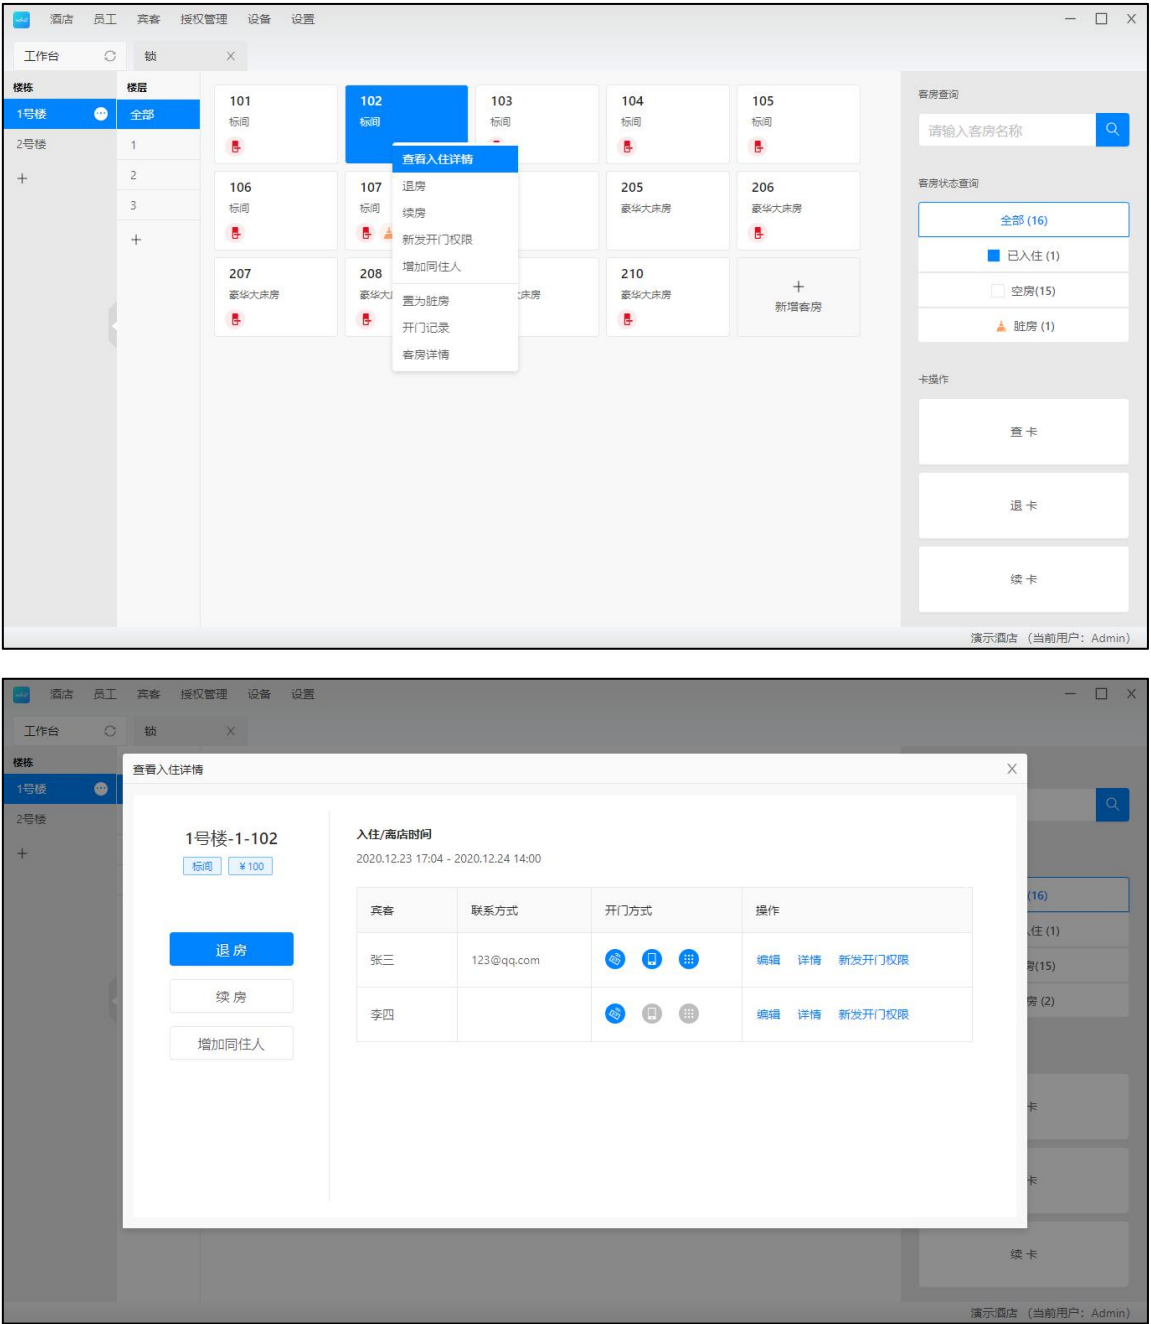 酒店 员工 宾客 授权管理 设备 设置
工作台 锁
楼栋 楼层
1号楼
2号楼
全部
1
2
3
101
标间
102
标间
103
标间
104
标间
105
标间
106
标间
107
标间
205
豪华大床房
206
豪华大床房
207
豪华大床房
208
豪华大
床房
210
豪华大床房
新增客房
查看入住详情
退房
续房
新发开门权限
增加同住人
置为脏房
开门记录
客房详情
客房查询
请输入客房名称
客房状态查询
全部 (16)
已入住 (1)
空房(15)
脏房 (1)
卡操作
查 卡
退 卡
续 卡
演示酒店 （当前用户：Admin）
酒店 员工 宾客 授权管理 设备 设置
工作台 锁
楼栋
1号楼
2号楼
查看入住详情
1号楼-1-102
标间 ¥ 100
退 房
续 房
增加同住人
入住/离店时间
2020.12.23 17:04 - 2020.12.24 14:00
宾客 联系方式 开门方式 操作
张三 123@qq.com 编辑 详情 新发开门权限
李四 编辑 详情 新发开门权限
(16)
住 (1)
房(15)
房 (2)
卡
卡
续 卡
演示酒店 （当前用户：Admin）